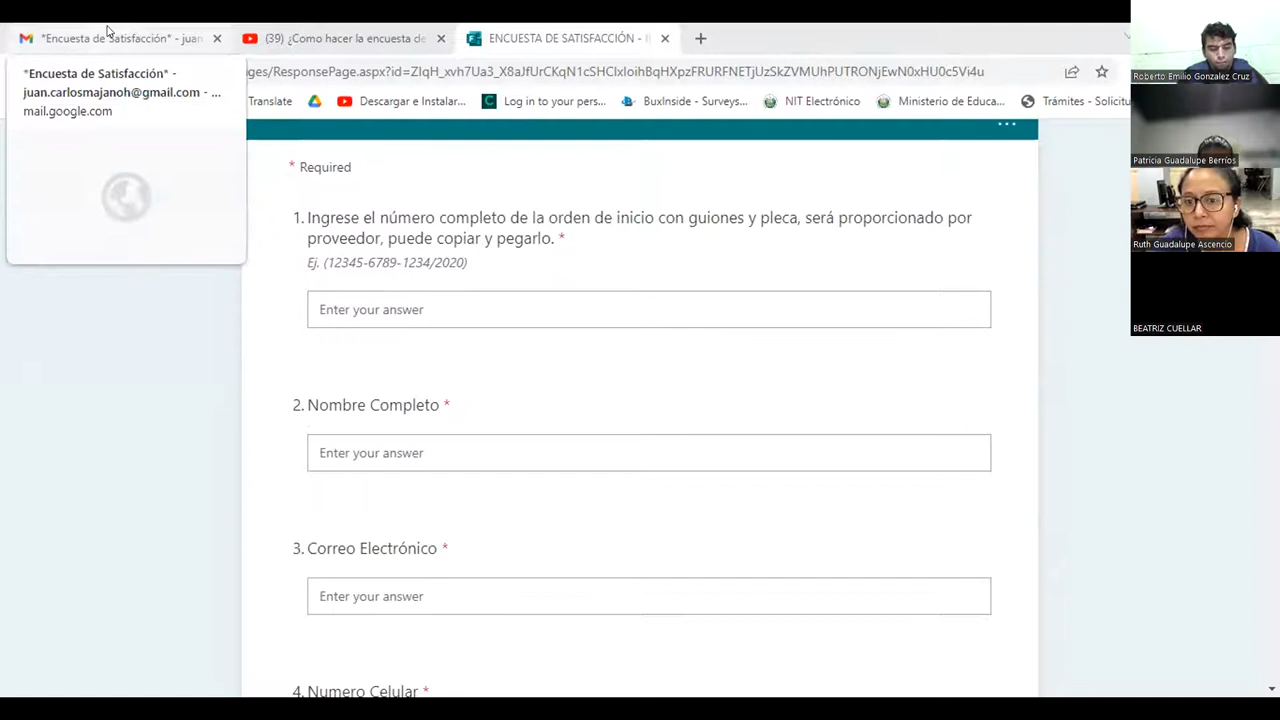 *Encuesta de Satisfacción* - juan
(39) ¿Como hacer la encuesta de
ENCUESTA DE SATISFACCIÓN - I
*Encuesta de Satisfacción* -
juan.carlosmajanoh@gmail.com - ...
mail.google.com
ges/ResponsePage.aspx?id=ZIqH_xvh7Ua3_X8aJfUrCKqN1cSHClxIoihBqHXpzFRURFNETjUzSkZVMUhPUTRONjEwN0xHU0c5Vi4u
Translate
Descargar e Instalar...
Log in to your pers...
BuxInside - Surveys...
NIT Electrónico
Ministerio de Educa...
Trámites - Solicitu
...
* Required
1. Ingrese el número completo de la orden de inicio con guiones y pleca, será proporcionado por
proveedor, puede copiar y pegarlo. *
Ej. (12345-6789-1234/2020)
Enter your answer
2. Nombre Completo *
Enter your answer
3. Correo Electrónico *
Enter your answer
4. Numero Celular *
Roberto Emilio Gonzalez Cruz
Patricia Guadalupe Berríos
Ruth Guadalupe Ascencio
BEATRIZ CUELLAR